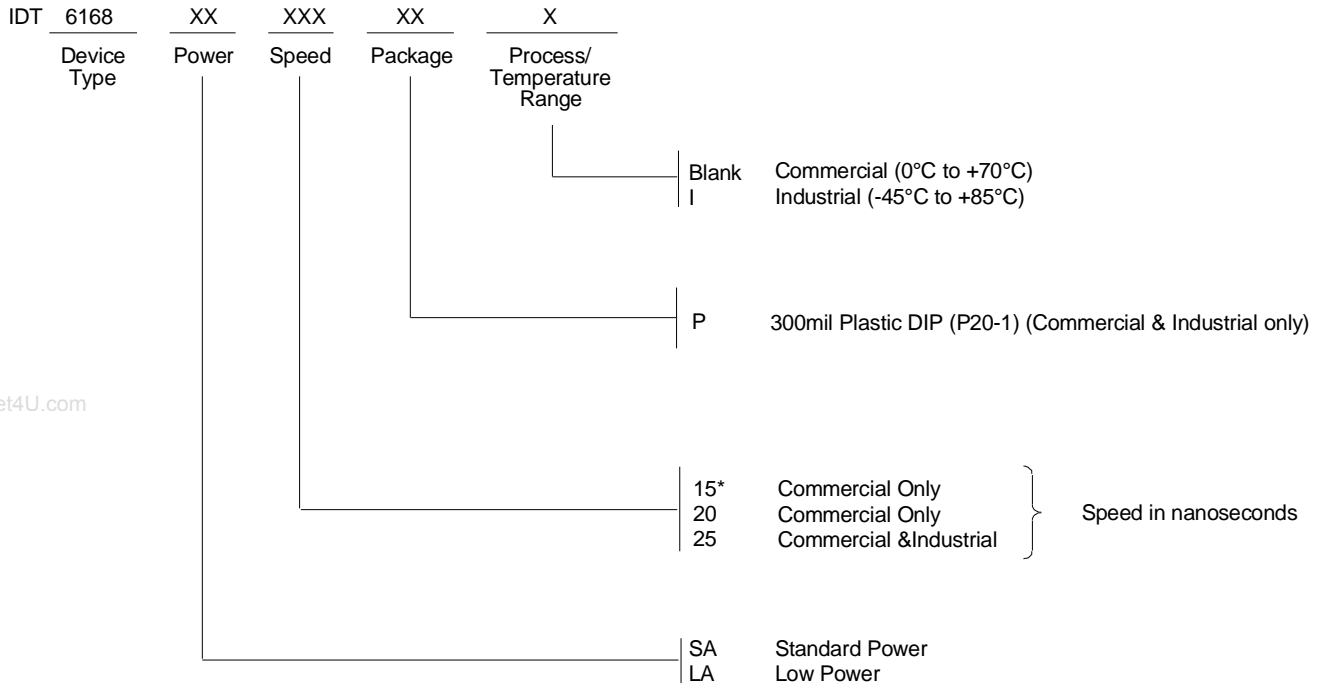 IDT 6168 XX XXX XX X
Device Type Power Speed Package Process/ Temperature Range
Blank Commercial (0°C to +70°C)
I Industrial (-45°C to +85°C)
P 300mil Plastic DIP (P20-1) (Commercial & Industrial only)
et4U.com
15* Commercial Only
20 Commercial Only
25 Commercial &Industrial
Speed in nanoseconds
SA Standard Power
LA Low Power